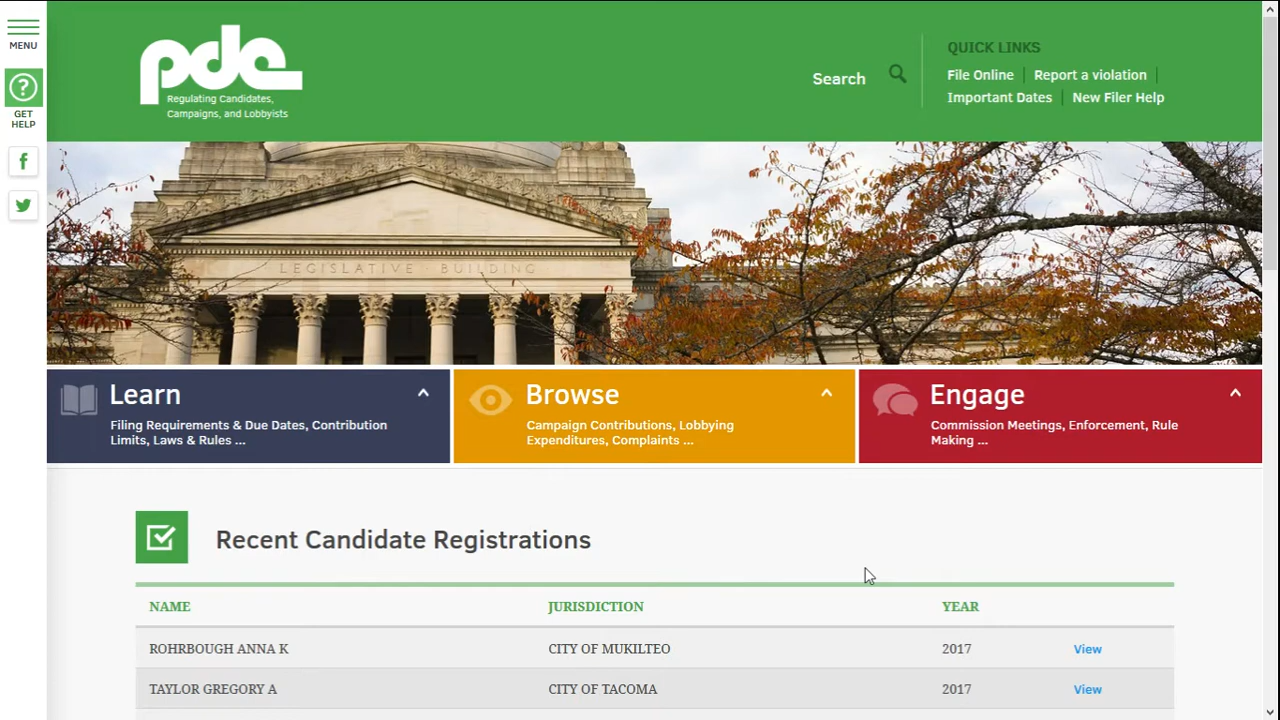 MENU
GET
HELP
pdc
Regulating Candidates,
Campaigns, and Lobbyists
Search
QUICK LINKS
File Online
Report a violation
Important Dates
New Filer Help
LEGISLATIVE · BUILDING
Learn
Filing Requirements & Due Dates, Contribution
Limits, Laws & Rules ...
Browse
Campaign Contributions, Lobbying
Expenditures, Complaints ...
Engage
Commission Meetings, Enforcement, Rule
Making ...
Recent Candidate Registrations
NAME JURISDICTION YEAR
ROHRBOUGH ANNA K CITY OF MUKILTEO 2017 View
TAYLOR GREGORY A CITY OF TACOMA 2017 View